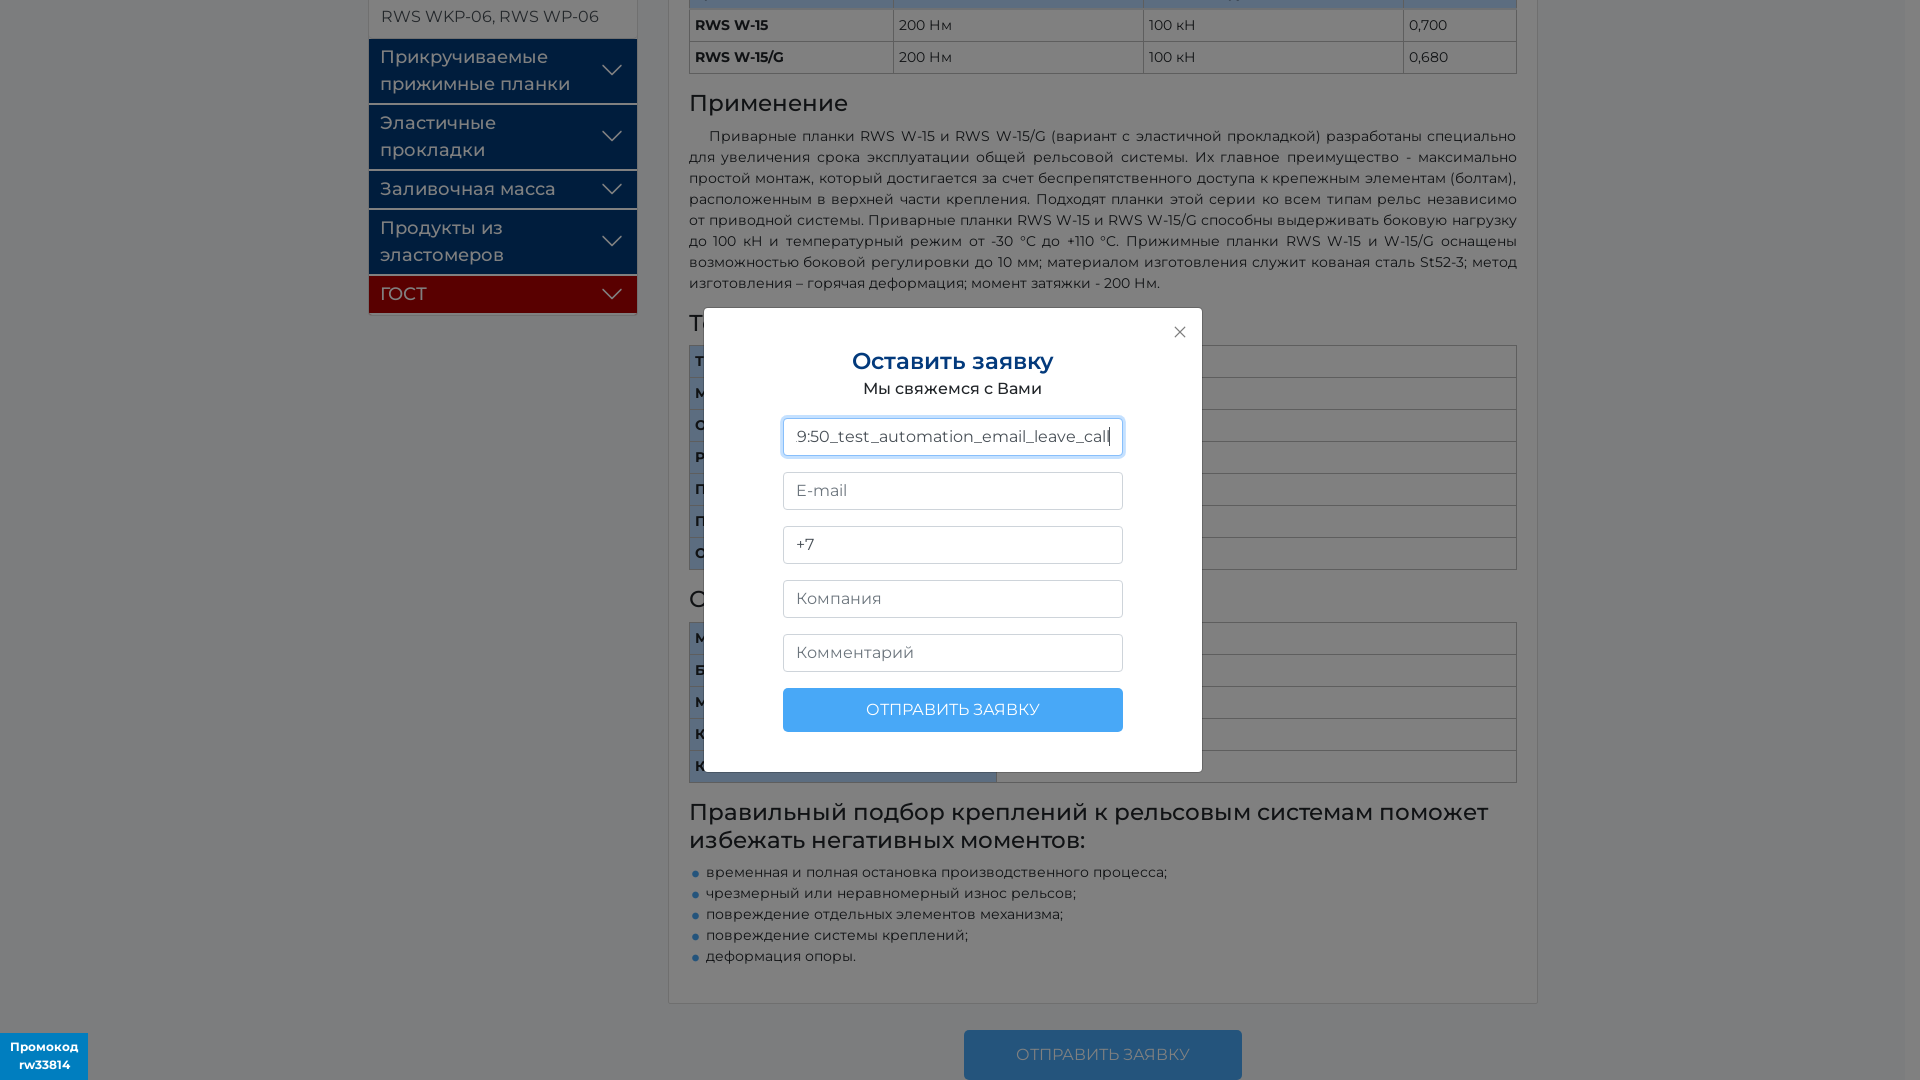 RWS WKP-06, RWS WP-06
Прикручиваемые
прижимные планки
Эластичные
прокладки
Заливочная масса
Продукты из
эластомеров
ГОСТ
RWS W-15 200 Нм 100 кН 0,700
RWS W-15/G 200 Нм 100 кН 0,680
Применение
Приварные планки RWS W-15 и RWS W-15/G (вариант с эластичной прокладкой) разработаны специально
для увеличения срока эксплуатации общей рельсовой системы. Их главное преимущество - максимально
простой монтаж, который достигается за счет беспрепятственного доступа к крепежным элементам (болтам),
расположенным в верхней части крепления. Подходят планки этой серии ко всем типам рельс независимо
от приводной системы. Приварные планки RWS W-15 и RWS W-15/G способны выдерживать боковую нагрузку
до 100 кН и температурный режим от -30 °C до +110 °C. Прижимные планки RWS W-15 и W-15/G оснащены
возможностью боковой регулировки до 10 мм; материалом изготовления служит кованая сталь St52-3; метод
изготовления – горячая деформация; момент затяжки - 200 Нм.
Оставить заявку
Мы свяжемся с Вами
9:50_test_automation_email_leave_call
E-mail
+7
Компания
Комментарий
ОТПРАВИТЬ ЗАЯВКУ
Правильный подбор креплений к рельсовым системам поможет
избежать негативных моментов:
временная и полная остановка производственного процесса;
чрезмерный или неравномерный износ рельсов;
повреждение отдельных элементов механизма;
повреждение системы креплений;
деформация опоры.
ОТПРАВИТЬ ЗАЯВКУ
Промокод
rw33814